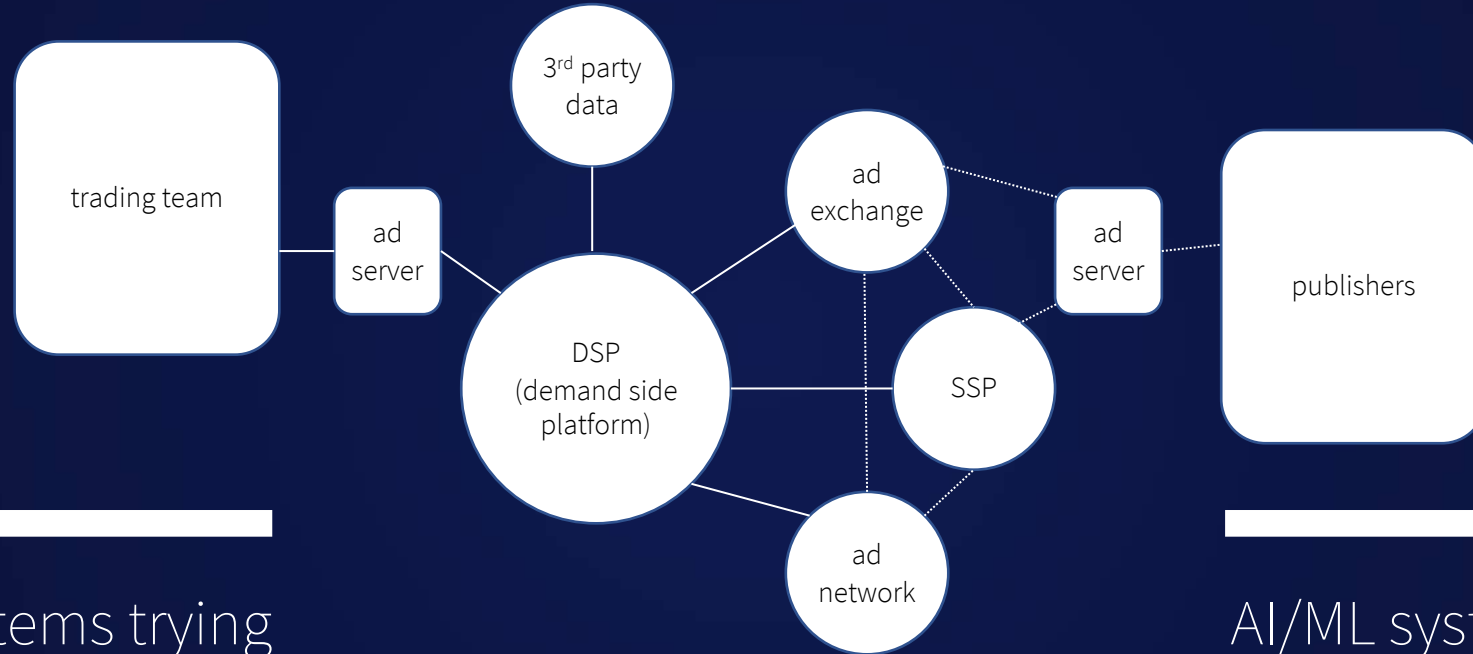 3rd party
data
trading team
ad
server
ad
exchange
ad
server
publishers
DSP
(demand side
platform)
SSP
ad
network
tems trying
AI/ML syst